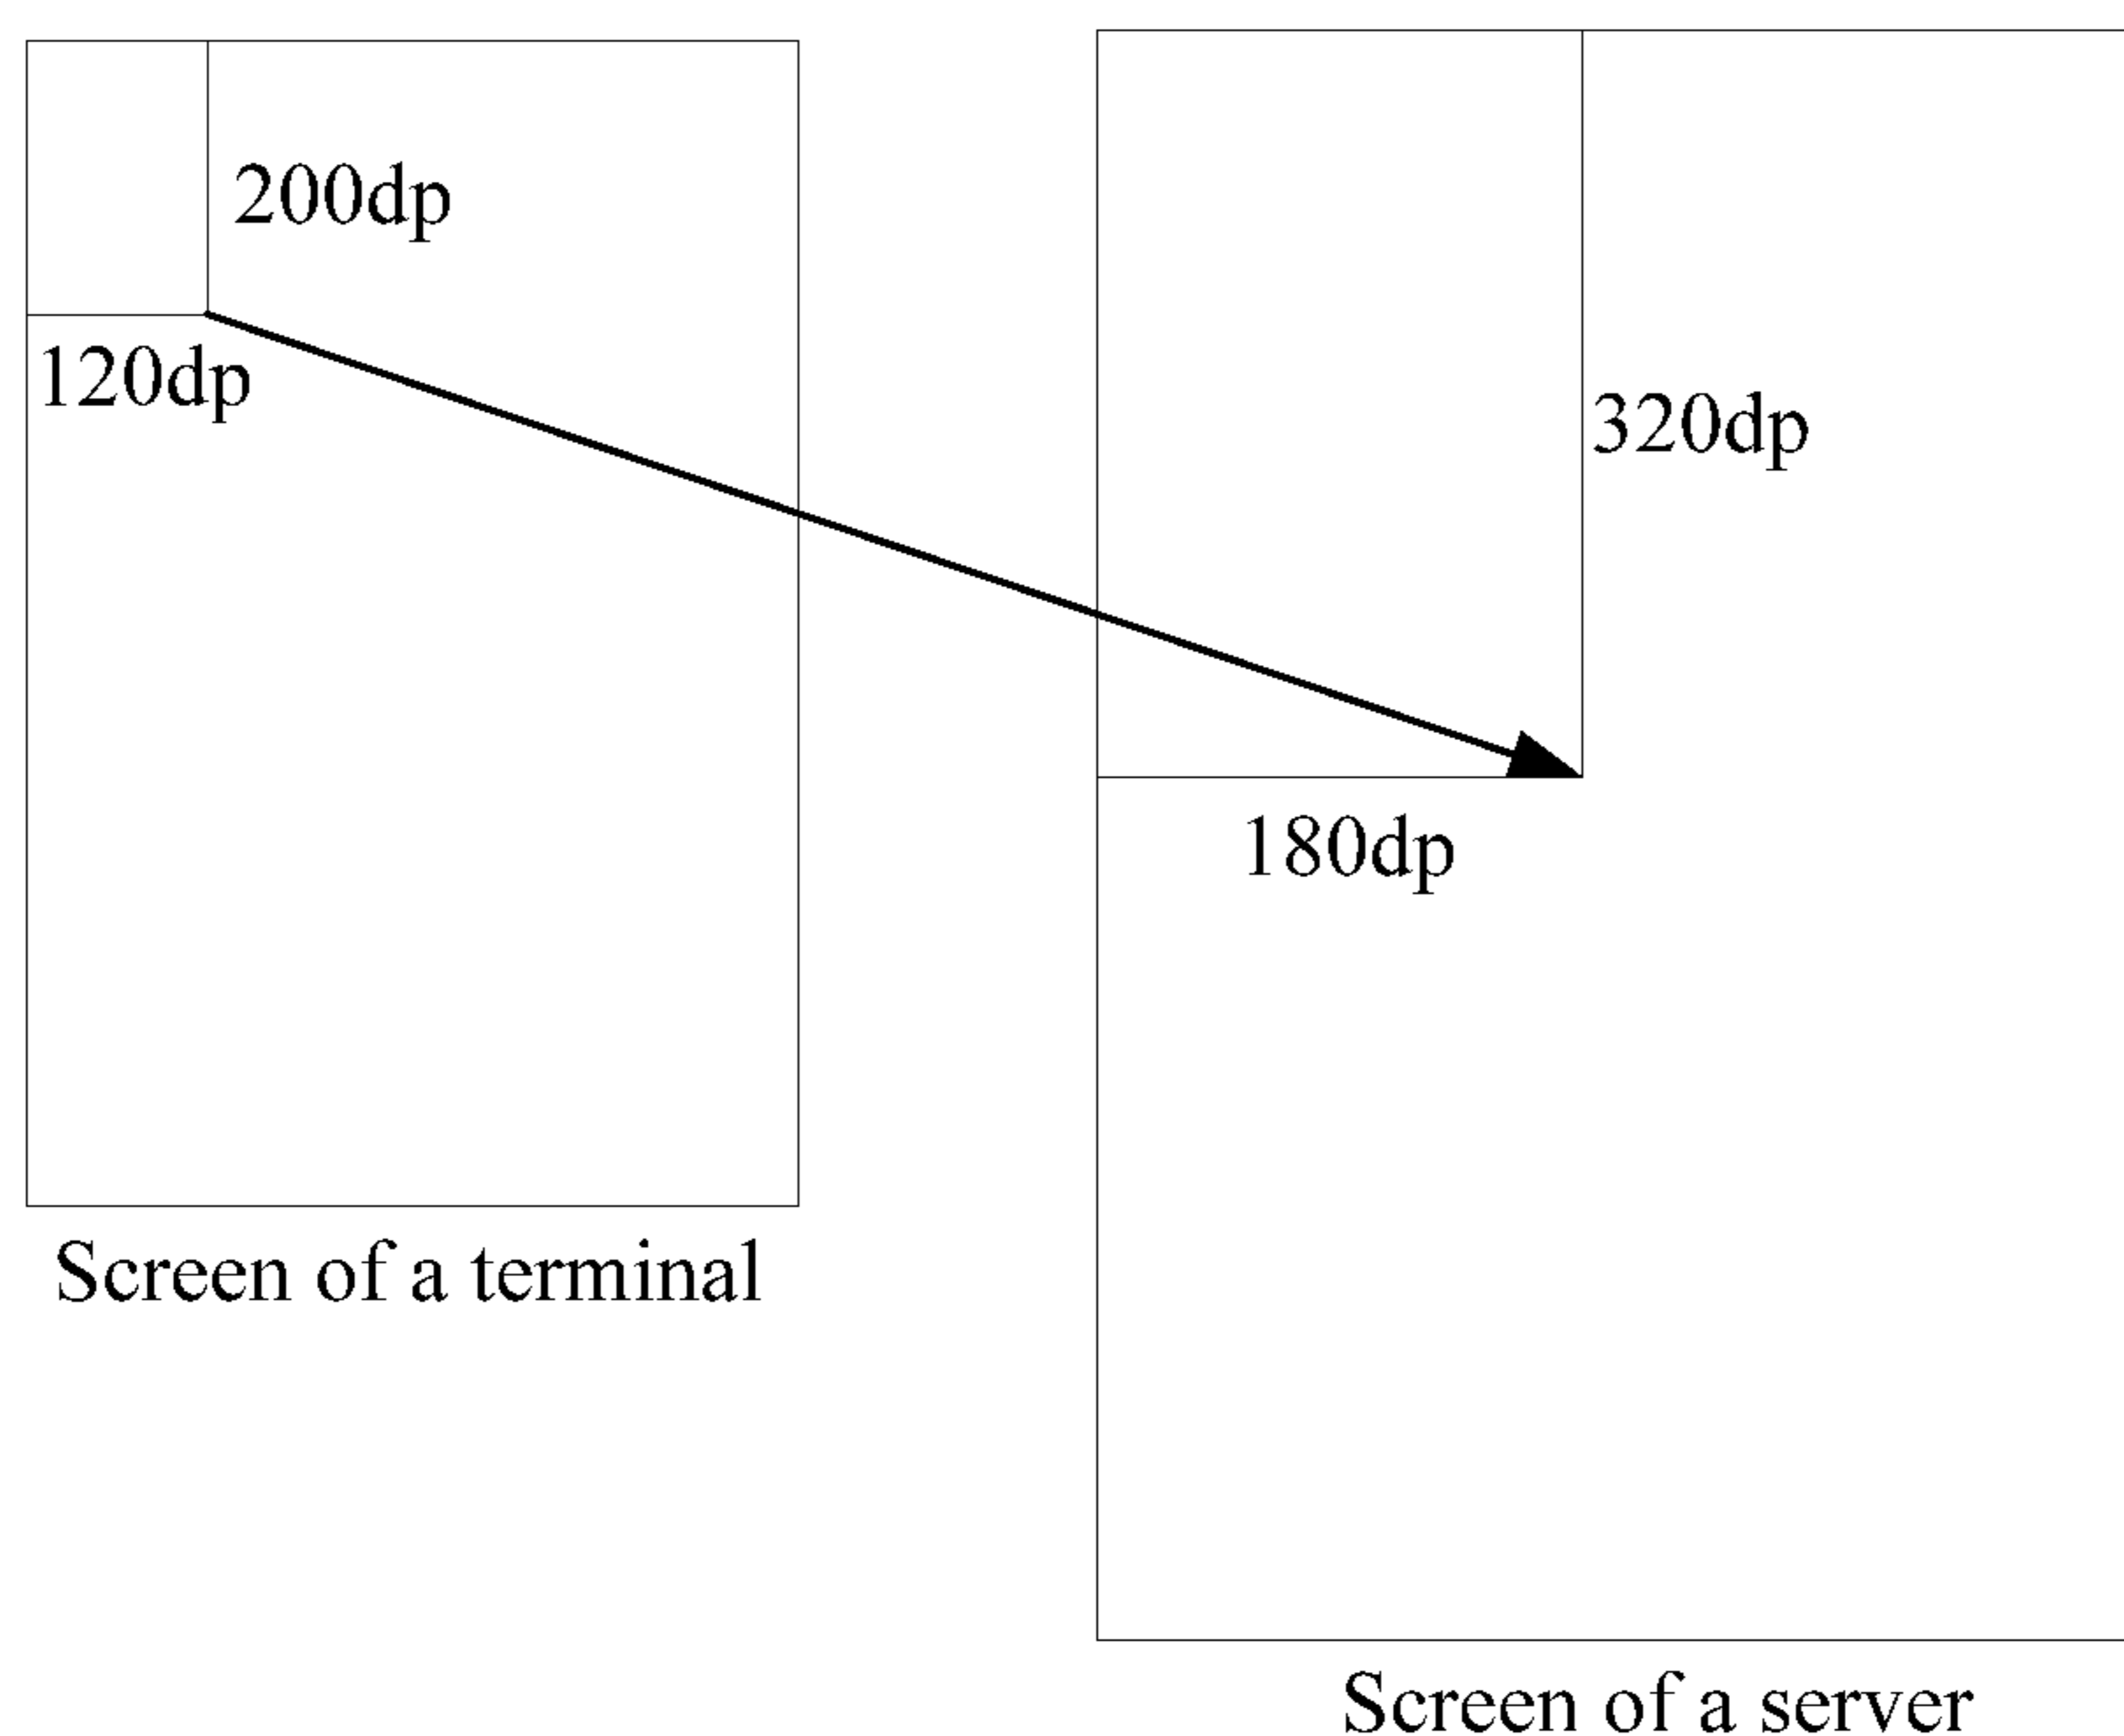 200dp
120dp
320dp
180dp
Screen of a terminal
Screen of a server